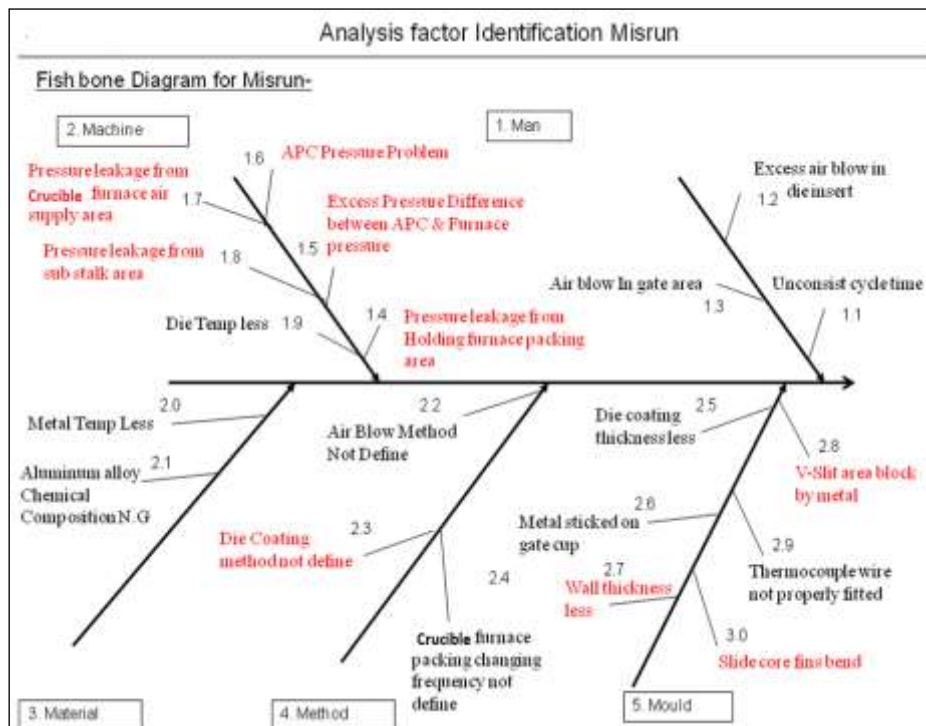 Analysis factor Identification Misrun
Fish bone Diagram for Misrun-
2. Machine
1. Man
1.6
APC Pressure Problem
Pressure leakage from
Crucible furnace air
supply area
1.7
Excess Pressure Difference
between APC & Furnace
pressure
1.5
Pressure leakage from
sub stalk area
1.8
Die Temp less
1.9
1.4
Pressure leakage from
Holding furnace packing
area
Excess air blow in
die insert
1.2
Air blow In gate area
1.3
Unconsist cycle time
1.1
2.0
Metal Temp Less
2.1
Aluminum alloy
Chemical
Composition N.G
2.2
Air Blow Method
Not Define
2.3
Die Coating
method not define
2.4
Crucible furnace
packing changing
frequency not
define
2.5
Die coating
thickness less
2.8
V-Slit area block
by metal
2.6
Metal sticked on
gate cup
2.9
Thermocouple wire
not properly fitted
2.7
Wall thickness
less
3.0
Slide core fins bend
3. Material
4. Method
5. Mould